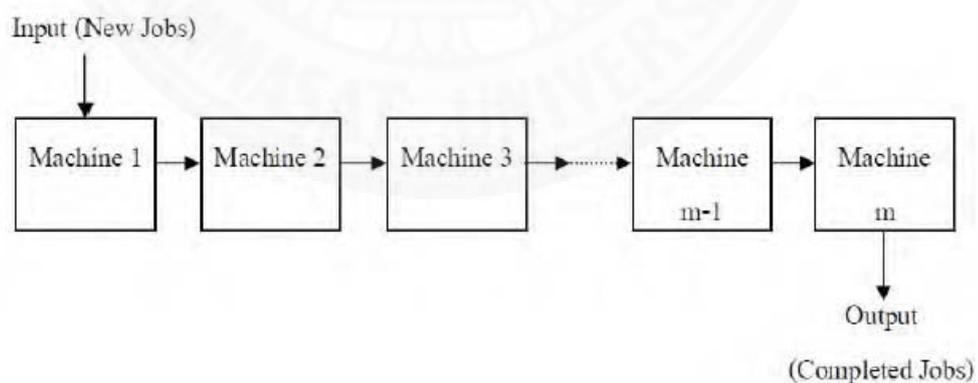 Input (New Jobs)
Machine 1
Machine 2
Machine 3
Machine
m-1
Machine
m
Output
(Completed Jobs)